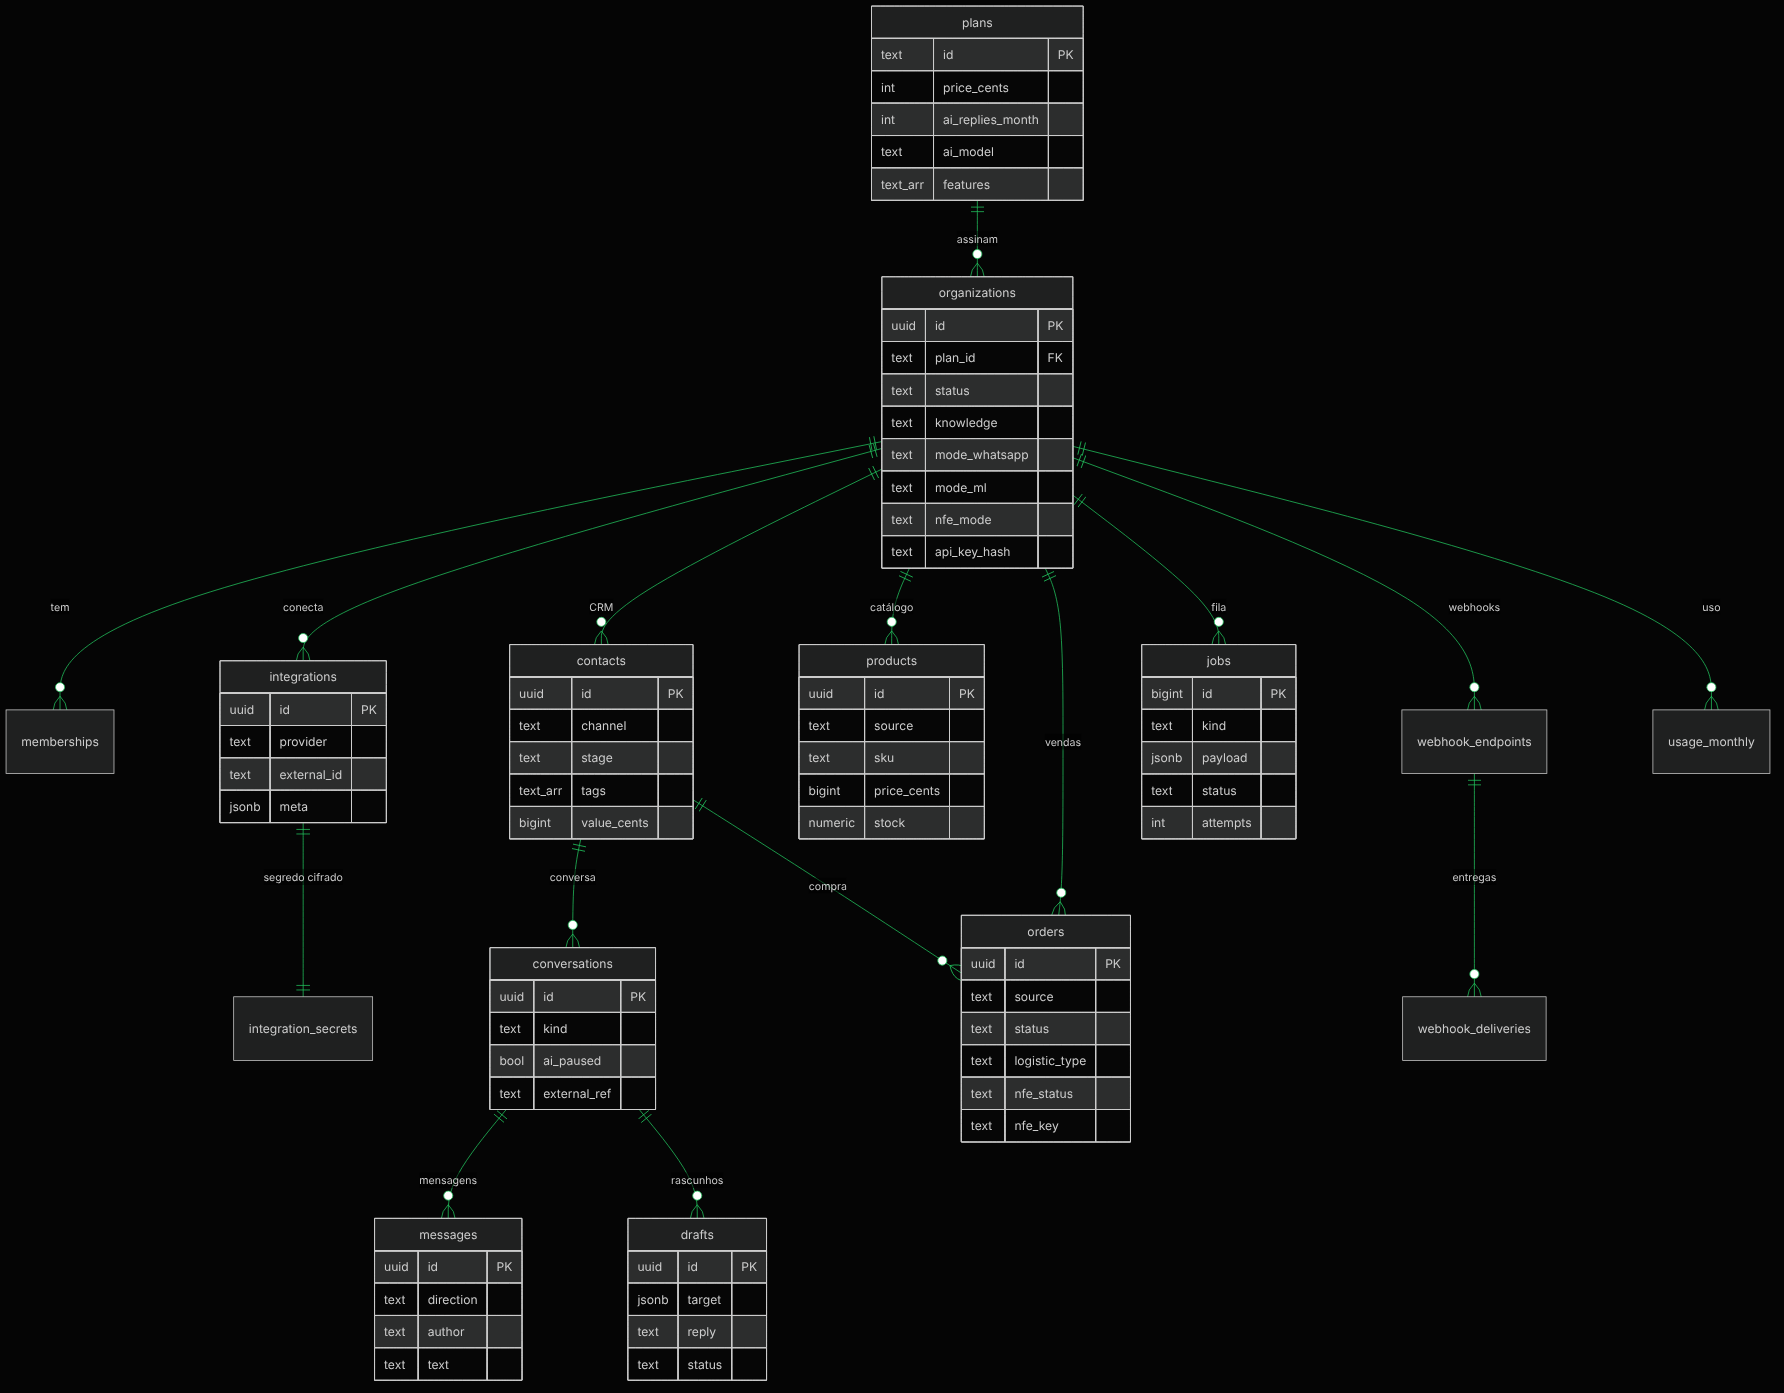 plans
text id PK
int price_cents
int ai_replies_month
text ai_model
text_arr features
assinam
organizations
uuid id PK
text plan_id FK
text status
text knowledge
text mode_whatsapp
text mode_ml
text nfe_mode
text api_key_hash
tem
conecta
CRM
catálogo
fila
webhooks
uso
memberships
integrations
uuid id PK
text provider
text external_id
jsonb meta
contacts
uuid id PK
text channel
text stage
text_arr tags
bigint value_cents
products
uuid id PK
text source
text sku
bigint price_cents
numeric stock
vendas
jobs
bigint id PK
text kind
jsonb payload
text status
int attempts
webhook_endpoints
usage_monthly
segredo cifrado
conversa
compra
entregas
integration_secrets
conversations
uuid id PK
text kind
bool ai_paused
text external_ref
orders
uuid id PK
text source
text status
text logistic_type
text nfe_status
text nfe_key
webhook_deliveries
mensagens
rascunhos
messages
uuid id PK
text direction
text author
text text
drafts
uuid id PK
jsonb target
text reply
text status